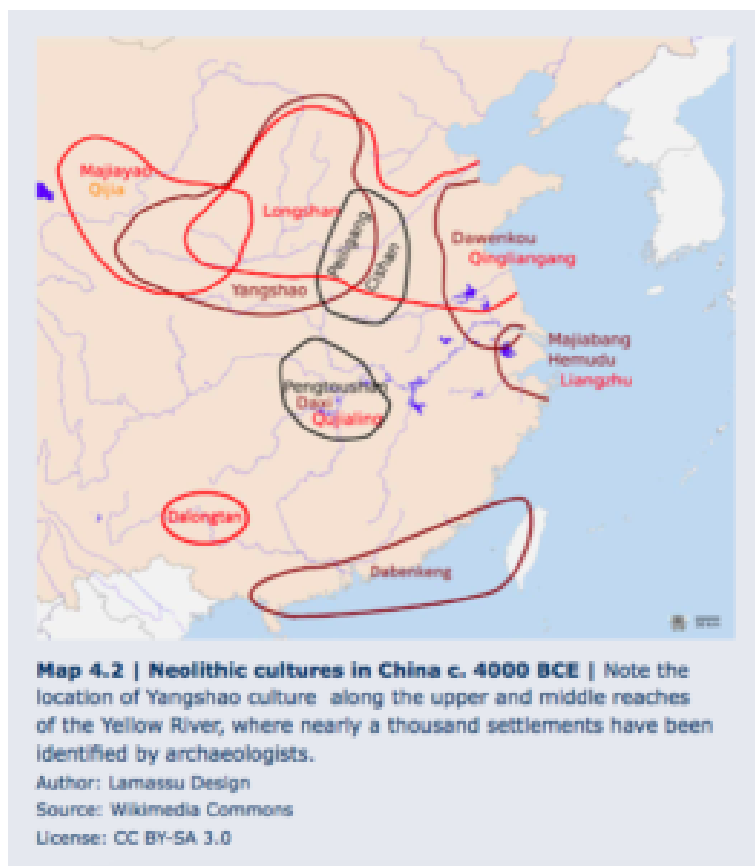 Majiayao
Qijia
Longshan
Peiligang
Cishan
Yangshao
Dawenkou
Qingliangang
Majiabang
Hemudu
Liangzhu
Pengtoushan
Daxi
Qujialing
Dalongtan
Dabenkeng
Map 4.2 | Neolithic cultures in China c. 4000 BCE | Note the
location of Yangshao culture along the upper and middle reaches
of the Yellow River, where nearly a thousand settlements have been
identified by archaeologists.
Author: Lamassu Design
Source: Wikimedia Commons
License: CC BY-SA 3.0